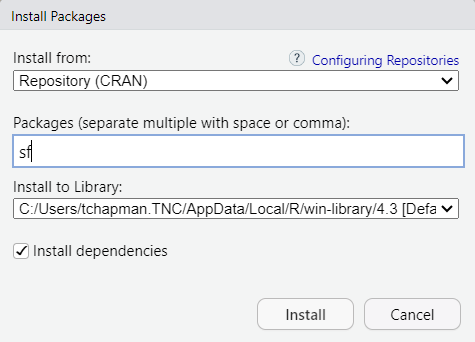 Install Packages
Install from:
? Configuring Repositories
Repository (CRAN)
Packages (separate multiple with space or comma):
sf
Install to Library:
C:/Users/tchapman.TNC/AppData/Local/R/win-library/4.3 [Defa
Install dependencies
Install Cancel